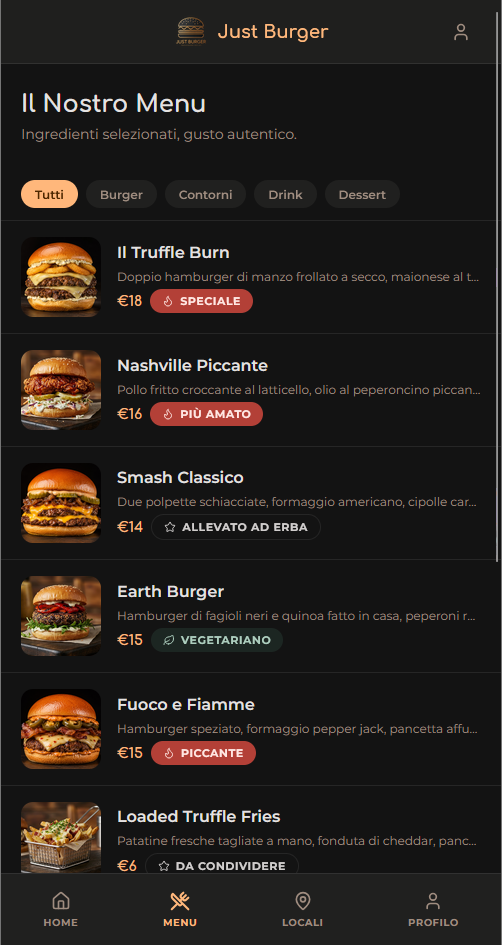 JUST BURGER
Just Burger
Il Nostro Menu
Ingredienti selezionati, gusto autentico.
Tutti
Burger
Contorni
Drink
Dessert
Il Truffle Burn
Doppio hamburger di manzo frollato a secco, maionese al t...
€18
SPECIALE
Nashville Piccante
Pollo fritto croccante al latticello, olio al peperoncino piccan...
€16
PIÙ AMATO
Smash Classico
Due polpette schiacciate, formaggio americano, cipolle car...
€14
ALLEVATO AD ERBA
Earth Burger
Hamburger di fagioli neri e quinoa fatto in casa, peperoni r...
€15
VEGETARIANO
Fuoco e Fiamme
Hamburger speziato, formaggio pepper jack, pancetta affu...
€15
PICCANTE
Loaded Truffle Fries
Patatine fresche tagliate a mano, fonduta di cheddar, panc...
€6
DA CONDIVIDERE
HOME
MENU
LOCALI
PROFILO